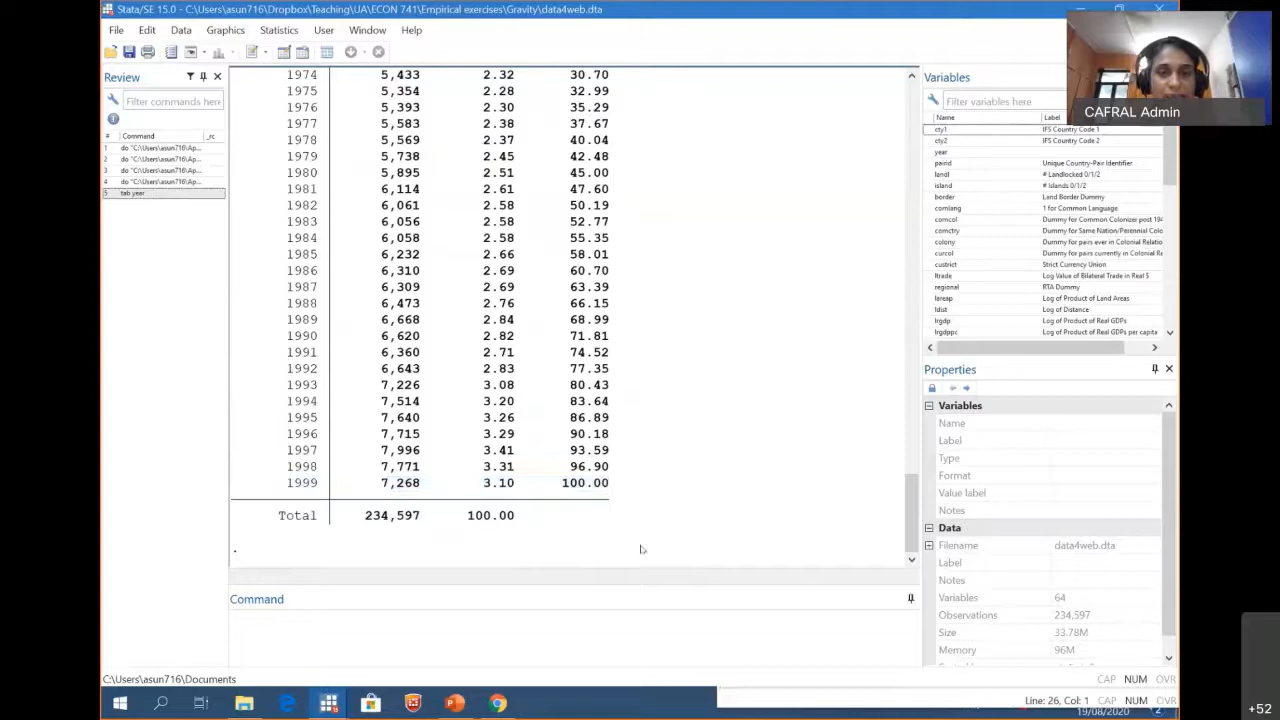 Stata/SE 15.0 - C:\Users\asun716\Dropbox\Teaching\UA\ECON 741\Empirical exercises\Gravity\data4web.dta
File Edit Data Graphics Statistics User Window Help
Review
Filter commands here
# Command _rc
1 do "C:\Users\asun716\Ap...
2 do "C:\Users\asun716\Ap...
3 do "C:\Users\asun716\Ap...
4 do "C:\Users\asun716\Ap...
5 tab year
1974 5,433 2.32 30.70
1975 5,354 2.28 32.99
1976 5,393 2.30 35.29
1977 5,583 2.38 37.67
1978 5,569 2.37 40.04
1979 5,738 2.45 42.48
1980 5,895 2.51 45.00
1981 6,114 2.61 47.60
1982 6,061 2.58 50.19
1983 6,056 2.58 52.77
1984 6,058 2.58 55.35
1985 6,232 2.66 58.01
1986 6,310 2.69 60.70
1987 6,309 2.69 63.39
1988 6,473 2.76 66.15
1989 6,668 2.84 68.99
1990 6,620 2.82 71.81
1991 6,360 2.71 74.52
1992 6,643 2.83 77.35
1993 7,226 3.08 80.43
1994 7,514 3.20 83.64
1995 7,640 3.26 86.89
1996 7,715 3.29 90.18
1997 7,996 3.41 93.59
1998 7,771 3.31 96.90
1999 7,268 3.10 100.00
Total 234,597 100.00
.
Command
C:\Users\asun716\Documents
Variables
Filter variables here
CAFRAL Admin
Name Label
cty1 IFS Country Code 1
cty2 IFS Country Code 2
year
pairid Unique Country-Pair Identifier
landl # Landlocked 0/1/2
island # Islands 0/1/2
border Land Border Dummy
comlang 1 for Common Language
comcol Dummy for Common Colonizer post 194
comctry Dummy for Same Nation/Perennial Colo
colony Dummy for pairs ever in Colonial Relatio
curcol Dummy for pairs currently in Colonial Re
custrict Strict Currency Union
ltrade Log Value of Bilateral Trade in Real $
regional RTA Dummy
lareap Log of Product of Land Areas
ldist Log of Distance
lrgdp Log of Product of Real GDPs
lrgdppc Log of Product of Real GDPs per capita
Properties
Variables
Name
Label
Type
Format
Value label
Notes
Data
Filename data4web.dta
Label
Notes
Variables 64
Observations 234,597
Size 33.78M
Memory 96M
CAP NUM OVR
Line: 26, Col: 1 CAP NUM OVR
19/08/2020
2
+52